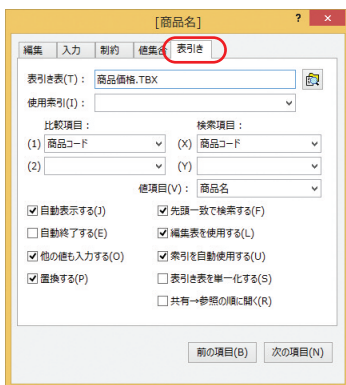 [商品名]
? ×
編集 入力 制約 値集合 表引き
表引き表(T)： 商品価格.TBX
使用索引(I)：
比較項目： 検索項目：
(1) 商品コード (X) 商品コード
(2) (Y)
値項目(V)： 商品名
自動表示する(J) 先頭一致で検索する(F)
自動終了する(E) 編集表を使用する(L)
他の値も入力する(O) 索引を自動使用する(U)
置換する(P) 表引き表を単一化する(S)
共有→参照の順に開く(R)
前の項目(B) 次の項目(N)